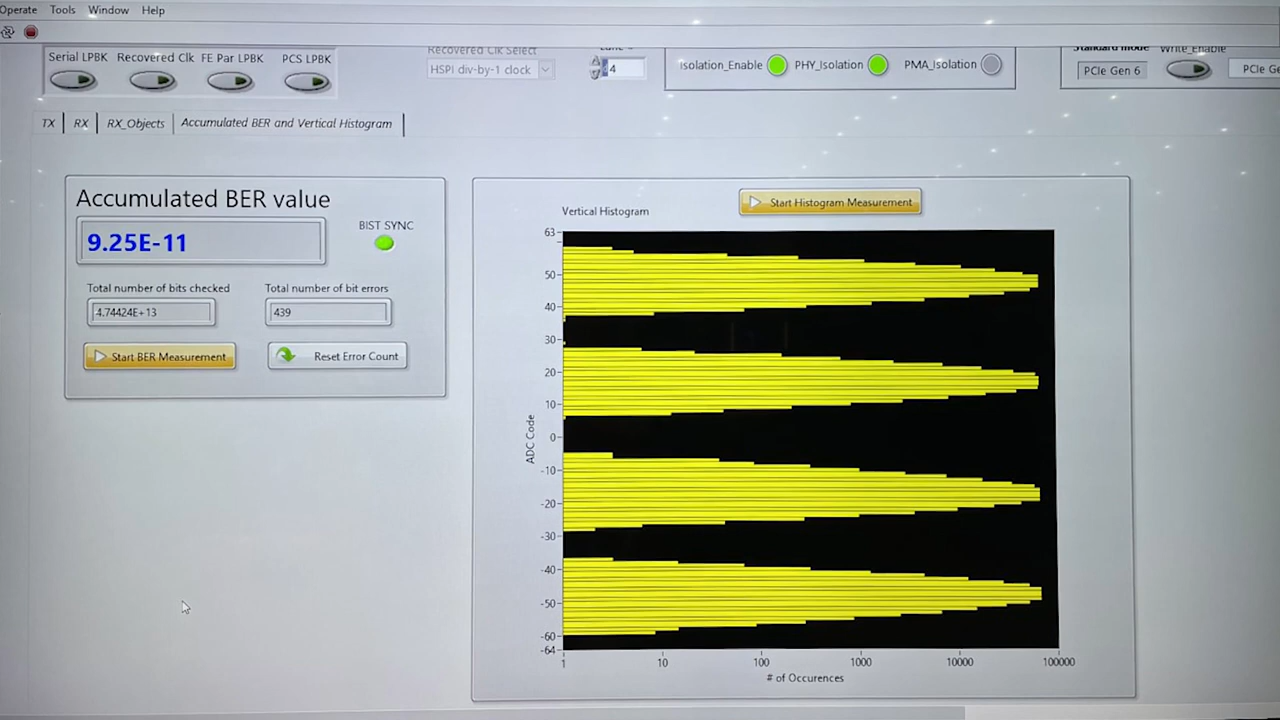 Operate Tools Window Help
Serial LPBK Recovered Clk FE Par LPBK PCS LPBK
Recovered Clk Select
HSPI div-by-1 clock
4
Isolation_Enable PHY_Isolation PMA_Isolation
Standard mode Write_Enable
PCIe Gen 6 PCIe Ge
TX RX RX_Objects Accumulated BER and Vertical Histogram
Accumulated BER value
9.25E-11
BIST SYNC
Total number of bits checked Total number of bit errors
4.74424E+13 439
Start BER Measurement Reset Error Count
Vertical Histogram
Start Histogram Measurement
63
50
40
30
20
10
0
-10
-20
-30
-40
-50
-60
-64
ADC Code
1 10 100 1000 10000 100000
# of Occurences